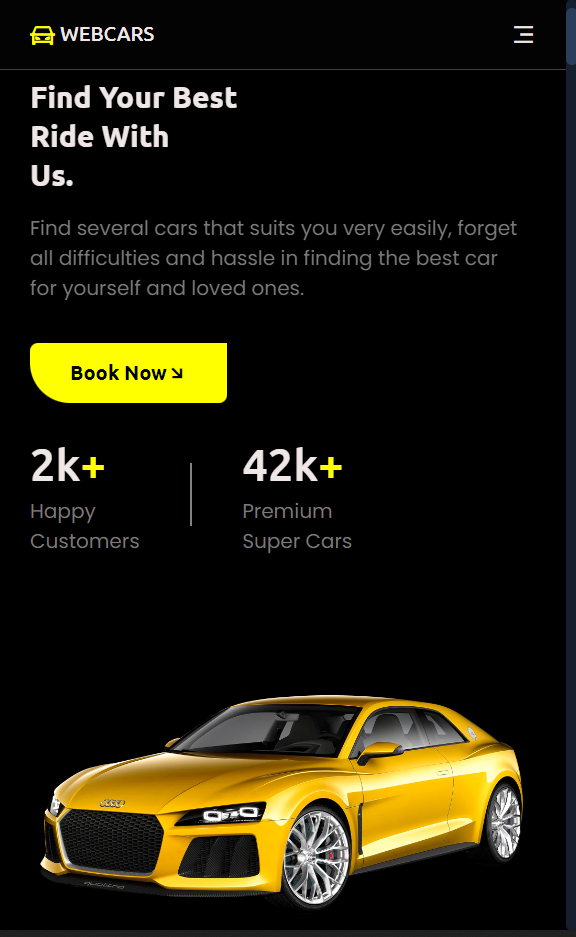 WEBCARS
Find Your Best
Ride With
Us.
Find several cars that suits you very easily, forget
all difficulties and hassle in finding the best car
for yourself and loved ones.
Book Now
2k+
42k+
Happy
Customers
Premium
Super Cars